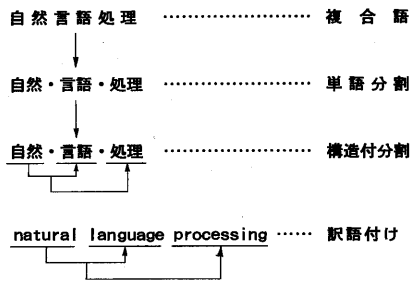 自然言語処理 ………………………… 複合語
自然・言語・処理 ………………………… 単語分割
自然・言語・処理 ………………………… 構造付分割
natural language processing …… 訳語付け